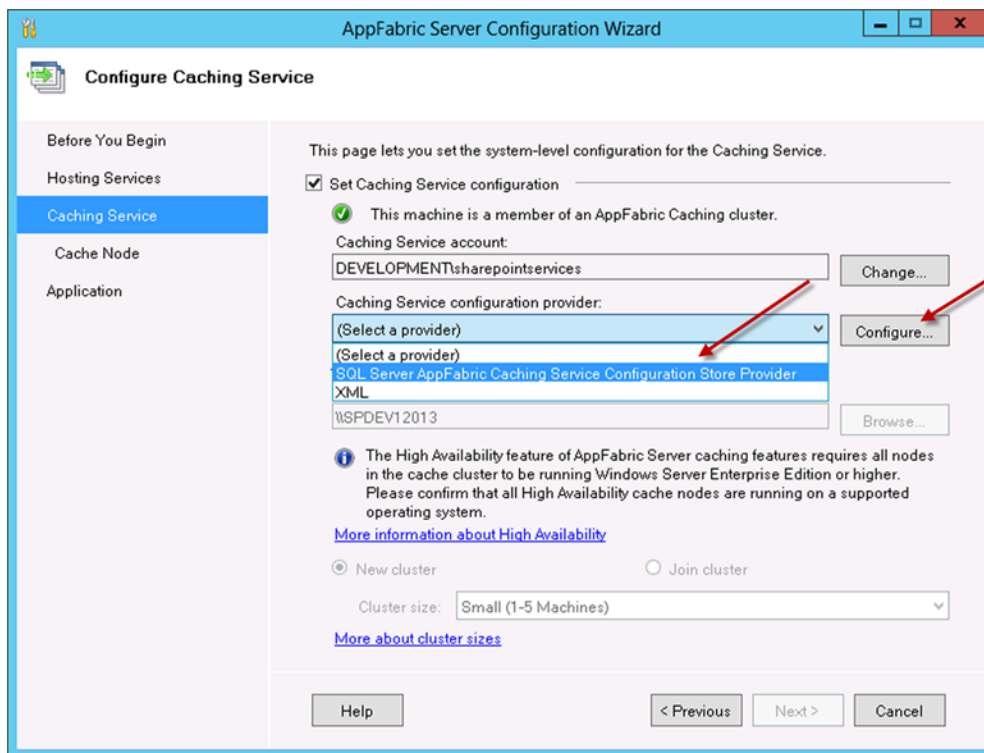 AppFabric Server Configuration Wizard
Configure Caching Service
Before You Begin
Hosting Services
Caching Service
Cache Node
Application
This page lets you set the system-level configuration for the Caching Service.
Set Caching Service configuration
This machine is a member of an AppFabric Caching cluster.
Caching Service account:
DEVELOPMENT\sharepointservices
Change...
Caching Service configuration provider:
(Select a provider)
Configure...
(Select a provider)
SQL Server AppFabric Caching Service Configuration Store Provider
XML
\\SPDEV12013
Browse...
The High Availability feature of AppFabric Server caching features requires all nodes
in the cache cluster to be running Windows Server Enterprise Edition or higher.
Please confirm that all High Availability cache nodes are running on a supported
operating system.
More information about High Availability
New cluster
Join cluster
Cluster size:
Small (1-5 Machines)
More about cluster sizes
Help
< Previous
Next >
Cancel